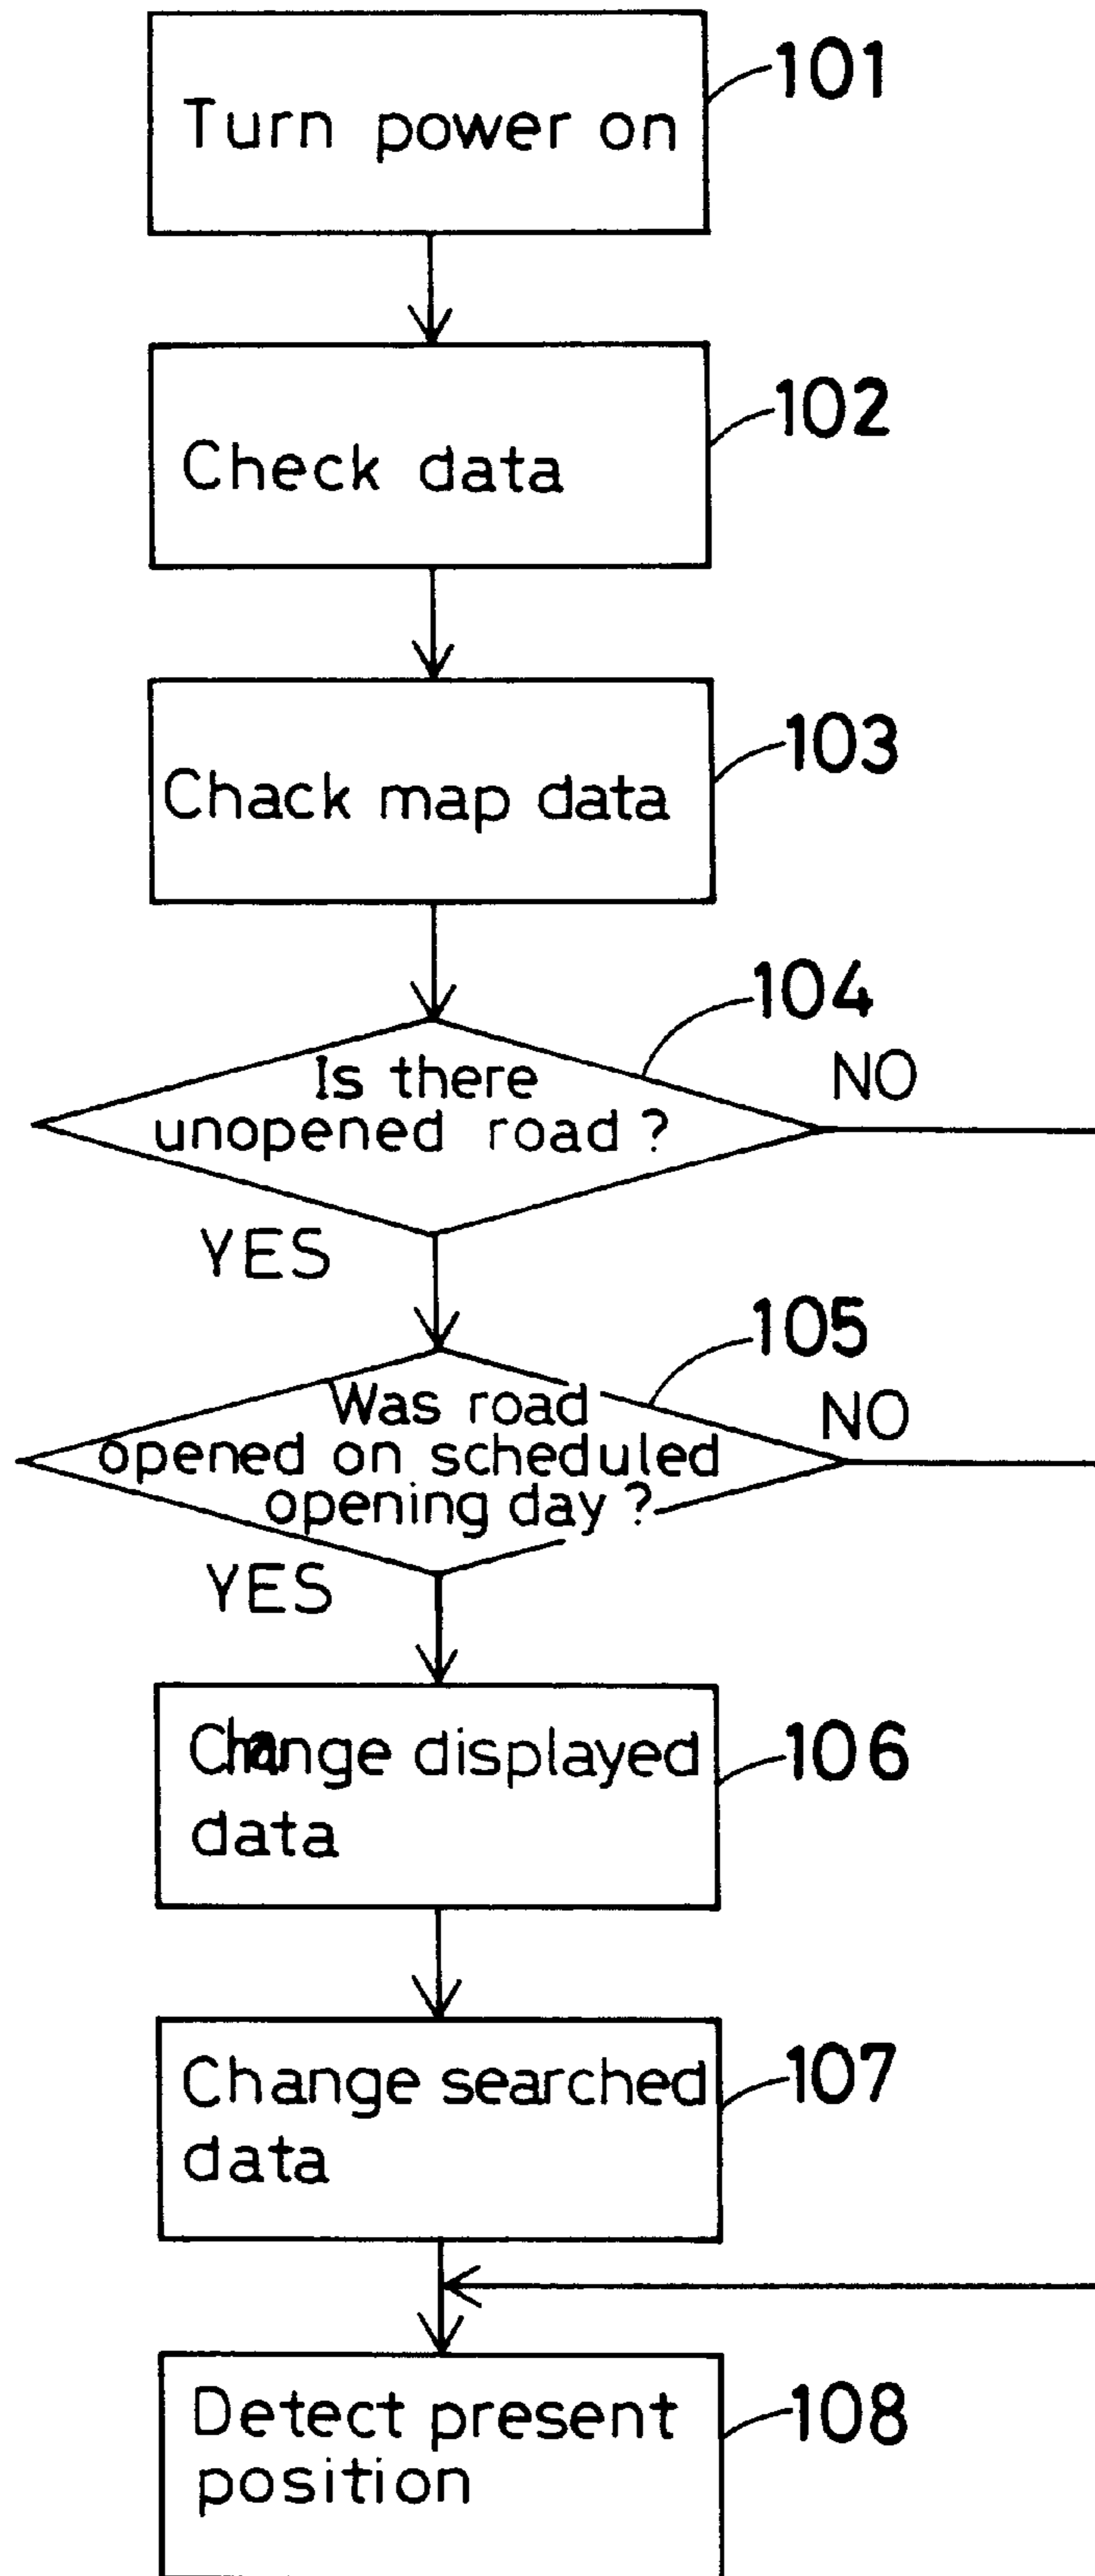 Turn power on
101
Check data
102
Chack map data
103
104
Is there
unopened road ?
NO
YES
105
Was road
opened on scheduled
opening day ?
NO
YES
Change displayed
data
106
Change searched
data
107
Detect present
position
108